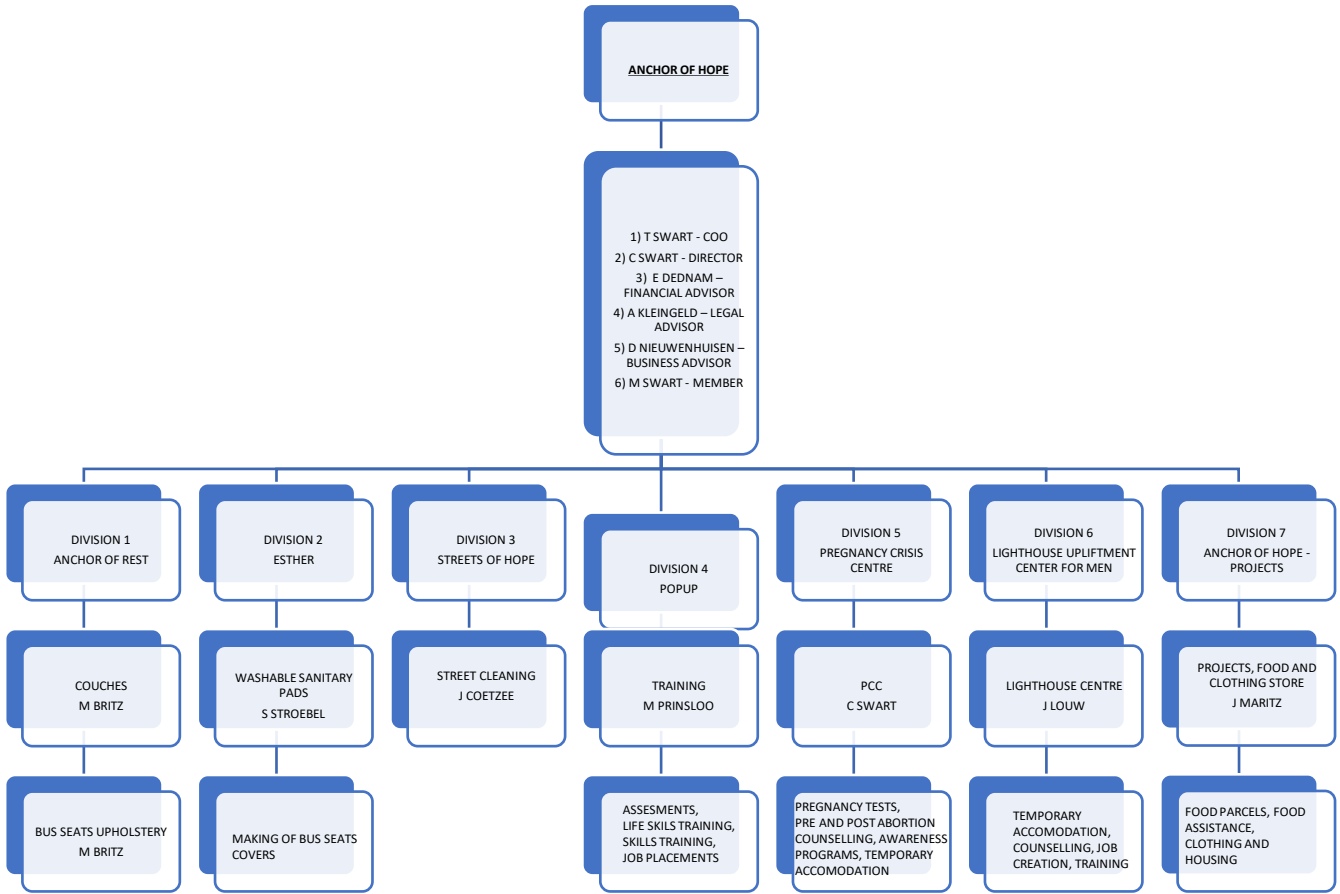 ANCHOR OF HOPE
1) T SWART - COO
2) C SWART - DIRECTOR
3) E DEDNAM –
FINANCIAL ADVISOR
4) A KLEINGELD – LEGAL
ADVISOR
5) D NIEUWENHUISEN –
BUSINESS ADVISOR
6) M SWART - MEMBER
DIVISION 1
ANCHOR OF REST
COUCHES
M BRITZ
BUS SEATS UPHOLSTERY
M BRITZ
DIVISION 2
ESTHER
WASHABLE SANITARY
PADS
S STROEBEL
MAKING OF BUS SEATS
COVERS
DIVISION 3
STREETS OF HOPE
STREET CLEANING
J COETZEE
DIVISION 4
POPUP
TRAINING
M PRINSLOO
ASSESMENTS,
LIFE SKILS TRAINING,
SKILLS TRAINING,
JOB PLACEMENTS
DIVISION 5
PREGNANCY CRISIS
CENTRE
PCC
C SWART
PREGNANCY TESTS,
PRE AND POST ABORTION
COUNSELLING, AWARENESS
PROGRAMS, TEMPORARY
ACCOMODATION
DIVISION 6
LIGHTHOUSE UPLIFTMENT
CENTER FOR MEN
LIGHTHOUSE CENTRE
J LOUW
TEMPORARY
ACCOMODATION,
COUNSELLING, JOB
CREATION, TRAINING
DIVISION 7
ANCHOR OF HOPE -
PROJECTS
PROJECTS, FOOD AND
CLOTHING STORE
J MARITZ
FOOD PARCELS, FOOD
ASSISTANCE,
CLOTHING AND
HOUSING